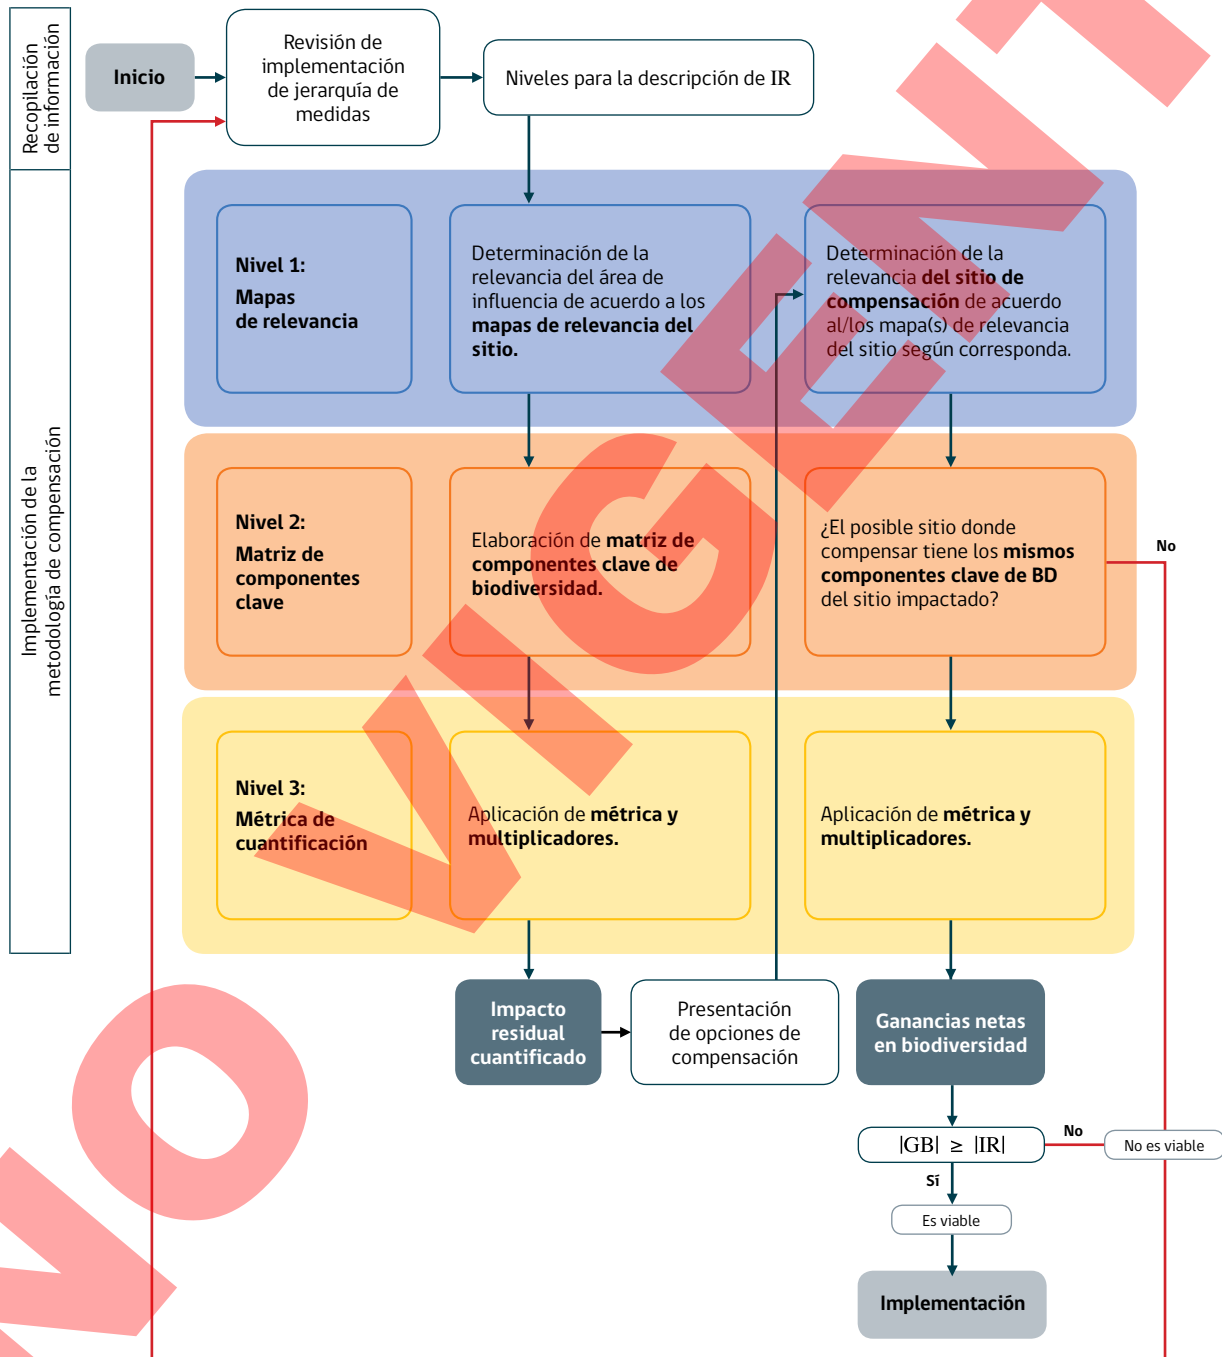 Recopilación
de información
Inicio
Revisión de
implementación
de jerarquía de
medidas
Niveles para la descripción de IR
Implementación de la
metodología de compensación
Nivel 1:
Mapas
de relevancia
Determinación de la
relevancia del área de
influencia de acuerdo a los
mapas de relevancia del
sitio.
Determinación de la
relevancia del sitio de
compensación de acuerdo
al/los mapa(s) de relevancia
del sitio según corresponda.
Nivel 2:
Matriz de
componentes
clave
Elaboración de matriz de
componentes clave de
biodiversidad.
¿El posible sitio donde
compensar tiene los mismos
componentes clave de BD
del sitio impactado?
No
Nivel 3:
Métrica de
cuantificación
Aplicación de métrica y
multiplicadores.
Aplicación de métrica y
multiplicadores.
Impacto
residual
cuantificado
Presentación
de opciones de
compensación
Ganancias netas
en biodiversidad
|GB| ≥ |IR|
No
No es viable
Sí
Es viable
Implementación
NO VIGENT